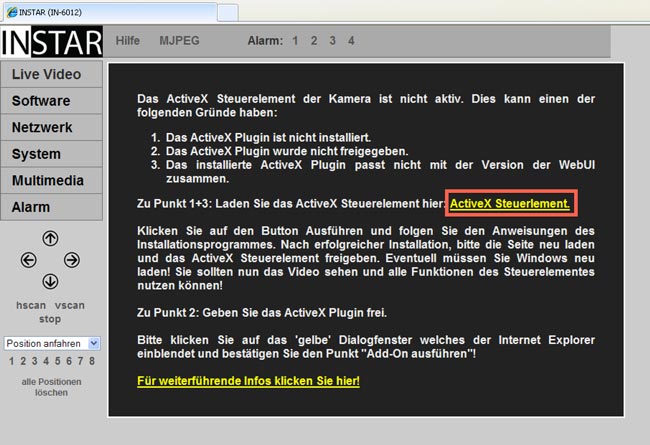 INSTAR (IN-6012)
INSTAR
Hilfe MJPEG Alarm: 1 2 3 4
Live Video
Software
Netzwerk
System
Multimedia
Alarm
hscan vscan
stop
Position anfahren
1 2 3 4 5 6 7 8
alle Positionen
löschen
Das ActiveX Steuerelement der Kamera ist nicht aktiv. Dies kann einen der
folgenden Gründe haben:
1. Das ActiveX Plugin ist nicht installiert.
2. Das ActiveX Plugin wurde nicht freigegeben.
3. Das installierte ActiveX Plugin passt nicht mit der Version der WebUI
zusammen.
Zu Punkt 1+3: Laden Sie das ActiveX Steuerelement hier: ActiveX Steuerlement.
Klicken Sie auf den Button Ausführen und folgen Sie den Anweisungen des
Installationsprogrammes. Nach erfolgreicher Installation, bitte die Seite neu laden
und das ActiveX Steuerelement freigeben. Eventuell müssen Sie Windows neu
laden! Sie sollten nun das Video sehen und alle Funktionen des Steuerelementes
nutzen können!
Zu Punkt 2: Geben Sie das ActiveX Plugin frei.
Bitte klicken Sie auf das 'gelbe' Dialogfenster welches der Internet Explorer
einblendet und bestätigen Sie den Punkt "Add-On ausführen"!
Für weiterführende Infos klicken Sie hier!